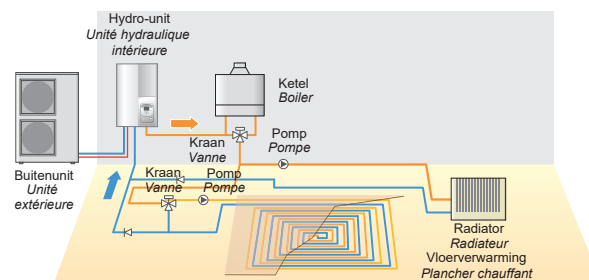 Hydro-unit
Unité hydraulique
intérieure
Ketel
Boiler
Kraan
Vanne
Pomp
Pompe
Buitenunit
Unité
extérieure
Kraan
Vanne
Pomp
Pompe
Radiator
Radiateur
Vloerverwarming
Plancher chauffant